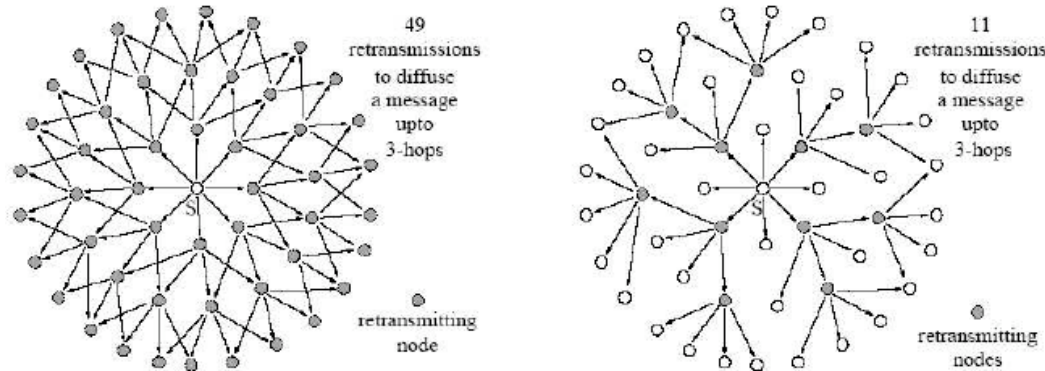 49
retransmissions
to diffuse
a message
upto
3-hops
S
retransmitting
node
11
retransmissions
to diffuse
a message
upto
3-hops
S
retransmitting
nodes